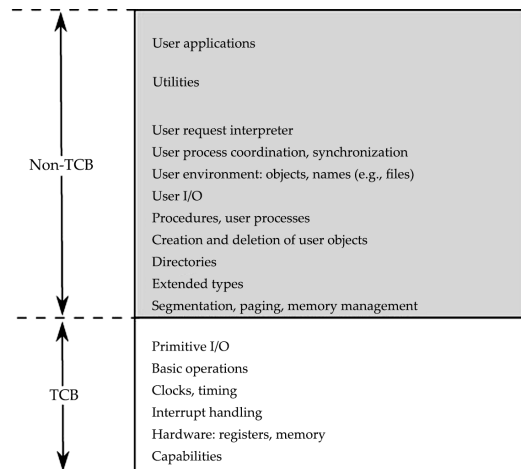 User applications
Utilities
User request interpreter
User process coordination, synchronization
User environment: objects, names (e.g., files)
User I/O
Procedures, user processes
Creation and deletion of user objects
Directories
Extended types
Segmentation, paging, memory management
Non-TCB
Primitive I/O
Basic operations
Clocks, timing
Interrupt handling
Hardware: registers, memory
Capabilities
TCB